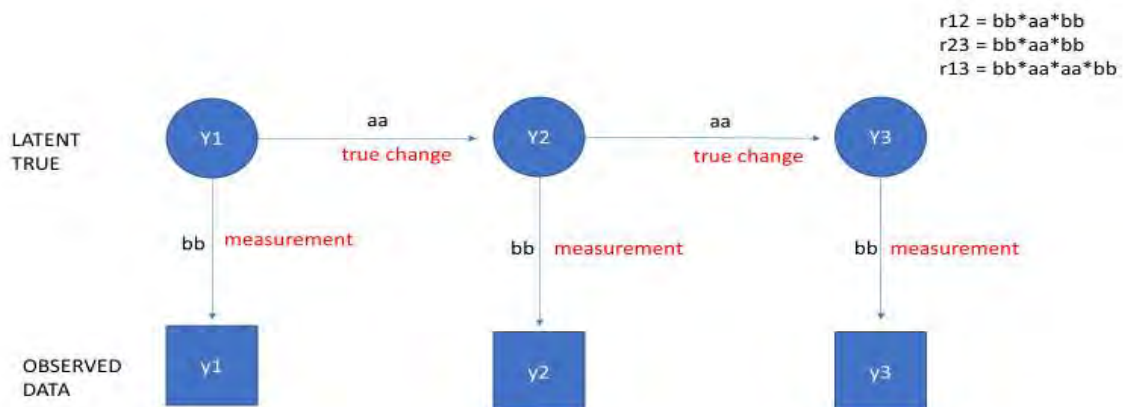 r12 = bb*aa*bb
r23 = bb*aa*bb
r13 = bb*aa*aa*bb
LATENT
TRUE
Y1
aa
true change
Y2
aa
true change
Y3
bb
measurement
bb
measurement
bb
measurement
OBSERVED
DATA
y1
y2
y3